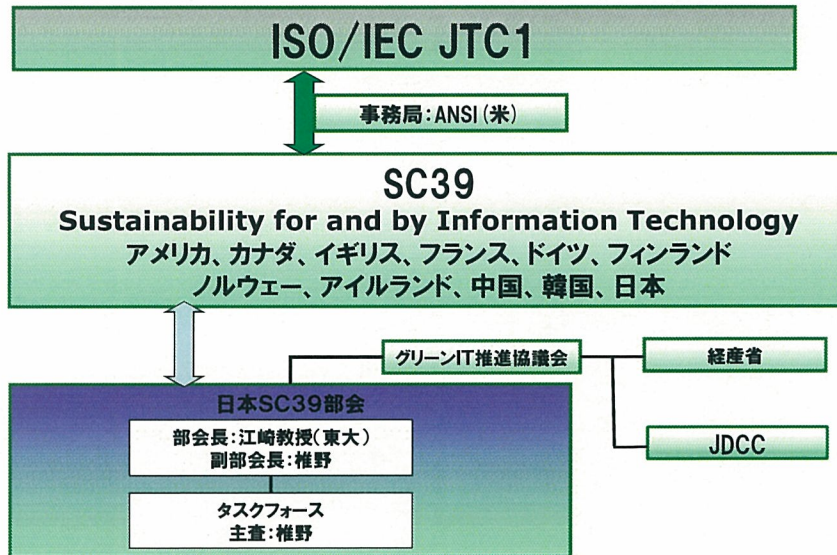 ISO/IEC JTC1
事務局:ANSI(米)
SC39
Sustainability for and by Information Technology
アメリカ、カナダ、イギリス、フランス、ドイツ、フィンランド
ノルウェー、アイルランド、中国、韓国、日本
グリーンIT推進協議会
経産省
日本SC39部会
部会長:江崎教授(東大)
副部会長:椎野
JDCC
タスクフォース
主査:椎野